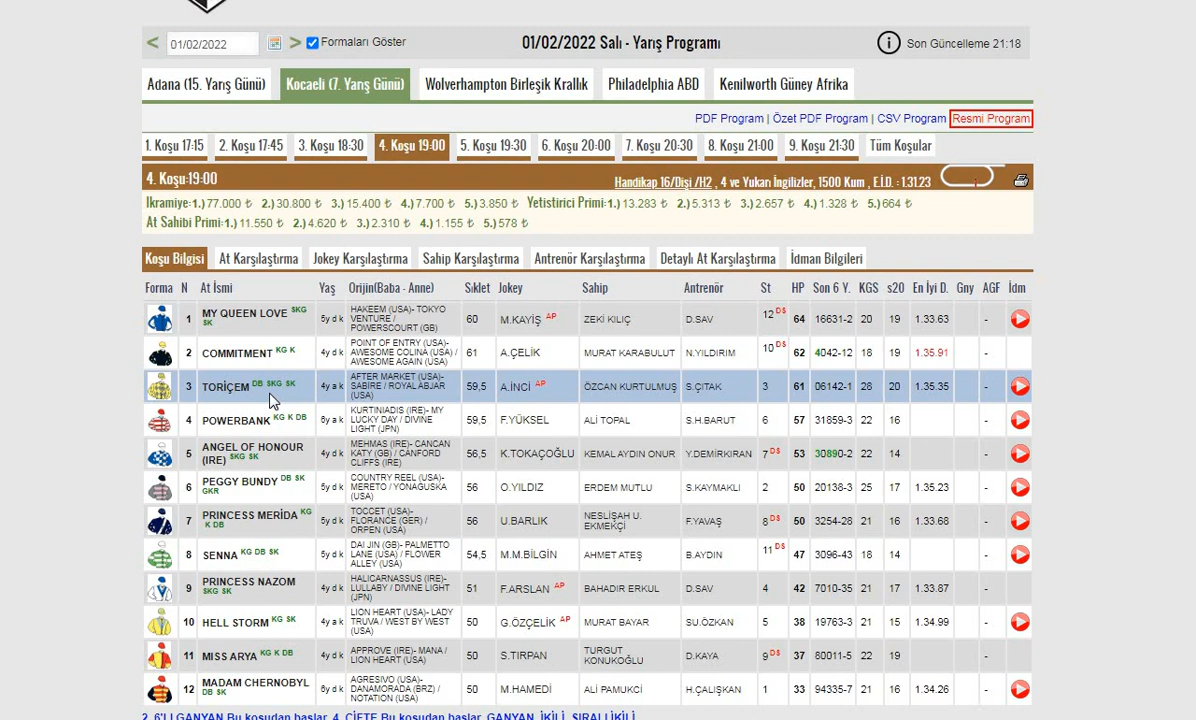 01/02/2022 Formaları Göster 01/02/2022 Salı - Yarış Programı Son Güncelleme 21:18
Adana (15. Yarış Günü) Kocaeli (7. Yarış Günü) Wolverhampton Birleşik Krallık Philadelphia ABD Kenilworth Güney Afrika
PDF Program | Özet PDF Program | CSV Program Resmi Program
1. Koşu 17:15 2. Koşu 17:45 3. Koşu 18:30 4. Koşu 19:00 5. Koşu 19:30 6. Koşu 20:00 7. Koşu 20:30 8. Koşu 21:00 9. Koşu 21:30 Tüm Koşular
4. Koşu:19:00 Handikap 16/Dişi /H2 , 4 ve Yukarı İngilizler, 1500 Kum , E.İ.D. : 1.31.23
İkramiye:1.) 77.000 ₺ 2.) 30.800 ₺ 3.) 15.400 ₺ 4.) 7.700 ₺ 5.) 3.850 ₺ Yetistirici Primi:1.) 13.283 ₺ 2.) 5.313 ₺ 3.) 2.657 ₺ 4.) 1.328 ₺ 5.) 664 ₺
At Sahibi Primi:1.) 11.550 ₺ 2.) 4.620 ₺ 3.) 2.310 ₺ 4.) 1.155 ₺ 5.) 578 ₺
Koşu Bilgisi At Karşılaştırma Jokey Karşılaştırma Sahip Karşılaştırma Antrenör Karşılaştırma Detaylı At Karşılaştırma İdman Bilgileri
Forma N At İsmi Yaş Orijin(Baba - Anne) Sıklet Jokey Sahip Antrenör St HP Son 6 Y. KGS s20 En İyi D. Gny AGF İdm
1 MY QUEEN LOVE SKG SK 5y d k HAKEEM (USA)- TOKYO VENTURE / POWERSCOURT (GB) 60 M.KAYİŞ AP ZEKİ KILIÇ D.SAV 12 DS 64 16631-2 20 19 1.33.63 -
2 COMMITMENT KG K 4y d k POINT OF ENTRY (USA)- AWESOME COLINA (USA) / AWESOME AGAIN (USA) 61 A.ÇELİK MURAT KARABULUT N.YILDIRIM 10 DS 62 4042-12 18 19 1.35.91 -
3 TORİÇEM DB SKG SK 4y a k AFTER MARKET (USA)- SABİRE / ROYAL ABJAR (USA) 59,5 A.İNCİ AP ÖZCAN KURTULMUŞ S.ÇITAK 3 61 06142-1 28 20 1.35.35 -
4 POWERBANK KG K DB 6y a k KURTINIADIS (IRE)- MY LUCKY DAY / DIVINE LIGHT (JPN) 59,5 F.YÜKSEL ALİ TOPAL S.H.BARUT 6 57 31859-3 22 16 -
5 ANGEL OF HONOUR (IRE) SKG SK 4y d k MEHMAS (IRE)- CANCAN KATY (GB) / CANFORD CLIFFS (IRE) 56,5 K.TOKAÇOĞLU KEMAL AYDIN ONUR Y.DEMİRKIRAN 7 DS 53 30890-2 22 14 -
6 PEGGY BUNDY DB SK GKR 5y d k COUNTRY REEL (USA)- MERETO / YONAGUSKA (USA) 56 O.YILDIZ ERDEM MUTLU S.KAYMAKLI 2 50 20138-3 25 17 1.35.23 -
7 PRINCESS MERİDA KG K DB 5y d k TOCCET (USA)- FLORANCE (GER) / ORPEN (USA) 56 U.BARLIK NESLİŞAH U. EKMEKÇİ F.YAVAŞ 8 DS 50 3254-28 21 16 1.33.68 -
8 SENNA KG DB SK 5y d k DAI JIN (GB)- PALMETTO LANE (USA) / FLOWER ALLEY (USA) 54,5 M.M.BİLGİN AHMET ATEŞ B.AYDIN 11 DS 47 3096-43 18 14 -
9 PRINCESS NAZOM SKG SK 5y d k HALICARNASSUS (IRE)- LULLABY / DIVINE LIGHT (JPN) 51 F.ARSLAN AP BAHADIR ERKUL D.SAV 4 42 7010-35 21 17 1.33.87 -
10 HELL STORM KG SK 4y a k LION HEART (USA)- LADY TRUVA / WEST BY WEST (USA) 50 G.ÖZÇELİK AP MURAT BAYAR SU.ÖZKAN 5 38 19763-3 21 15 1.34.99 -
11 MISS ARYA KG K DB 4y d k APPROVE (IRE)- MANA / LION HEART (USA) 50 S.TIRPAN TURGUT KONUKOĞLU D.KAYA 9 DS 37 80011-5 22 19 -
12 MADAM CHERNOBYL DB SK 6y d k AGRESIVO (USA)- DANAMORADA (BRZ) / NOTATION (USA) 50 M.HAMEDİ ALİ PAMUKCİ H.ÇALIŞKAN 1 33 94335-7 21 16 1.34.26 -
2. 6'LI GANYAN Bu koşudan başlar, 4. ÇİFTE Bu koşudan başlar, GANYAN, İKİLİ, SIRALI İKİLİ